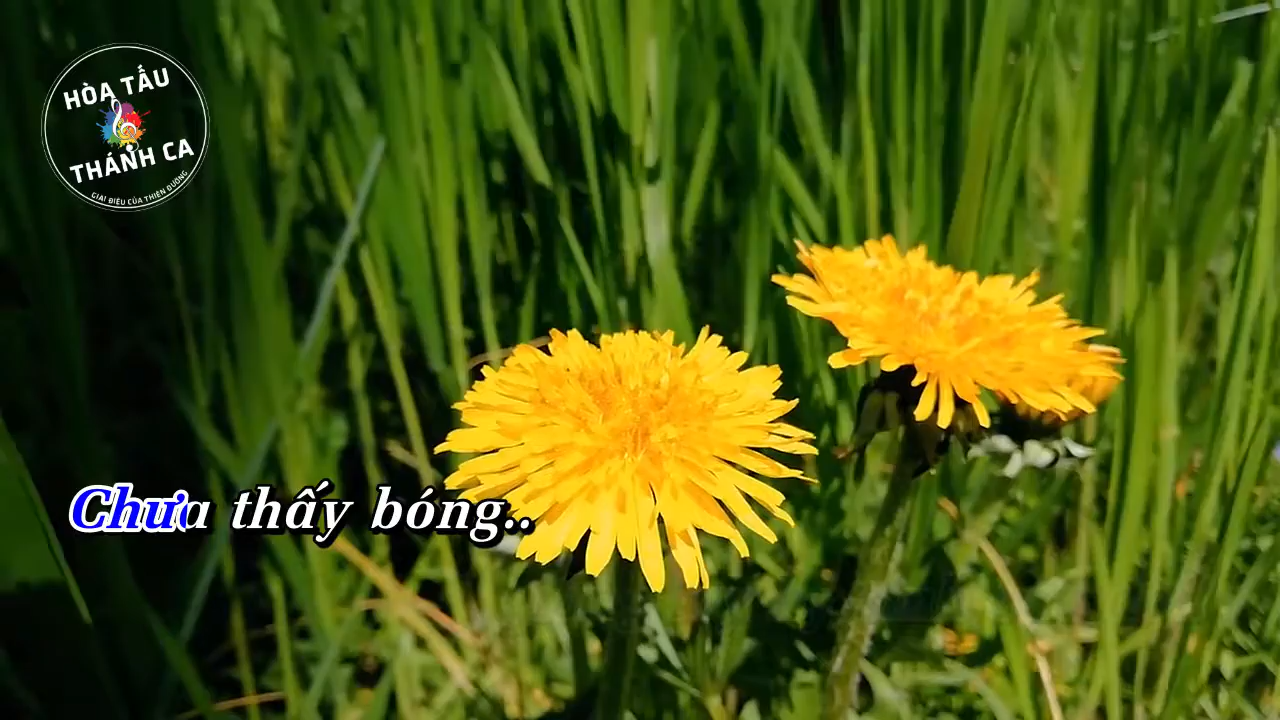 HÒA TẤU
THÁNH CA
GIAI ĐIỆU CỦA THIÊN ĐƯỜNG
Chưa thấy bóng..